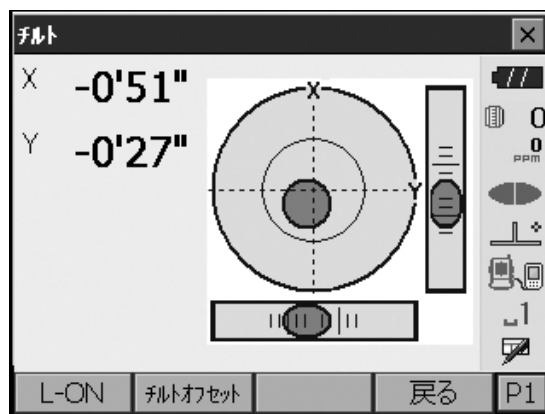 ﾁﾙﾄ
X -0'51"
Y -0'27"
X
Y
0
0
PPM
1
L-ON ﾁﾙﾄｵﾌｾｯﾄ 戻る P1